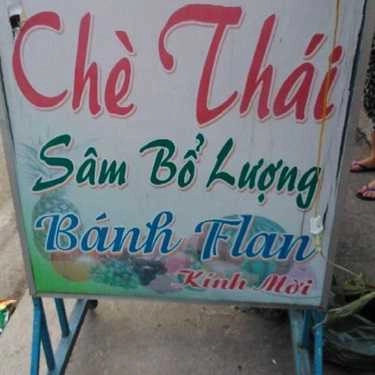 Chè Thái
Sâm Bổ Lượng
Bánh Flan
Kính Mời